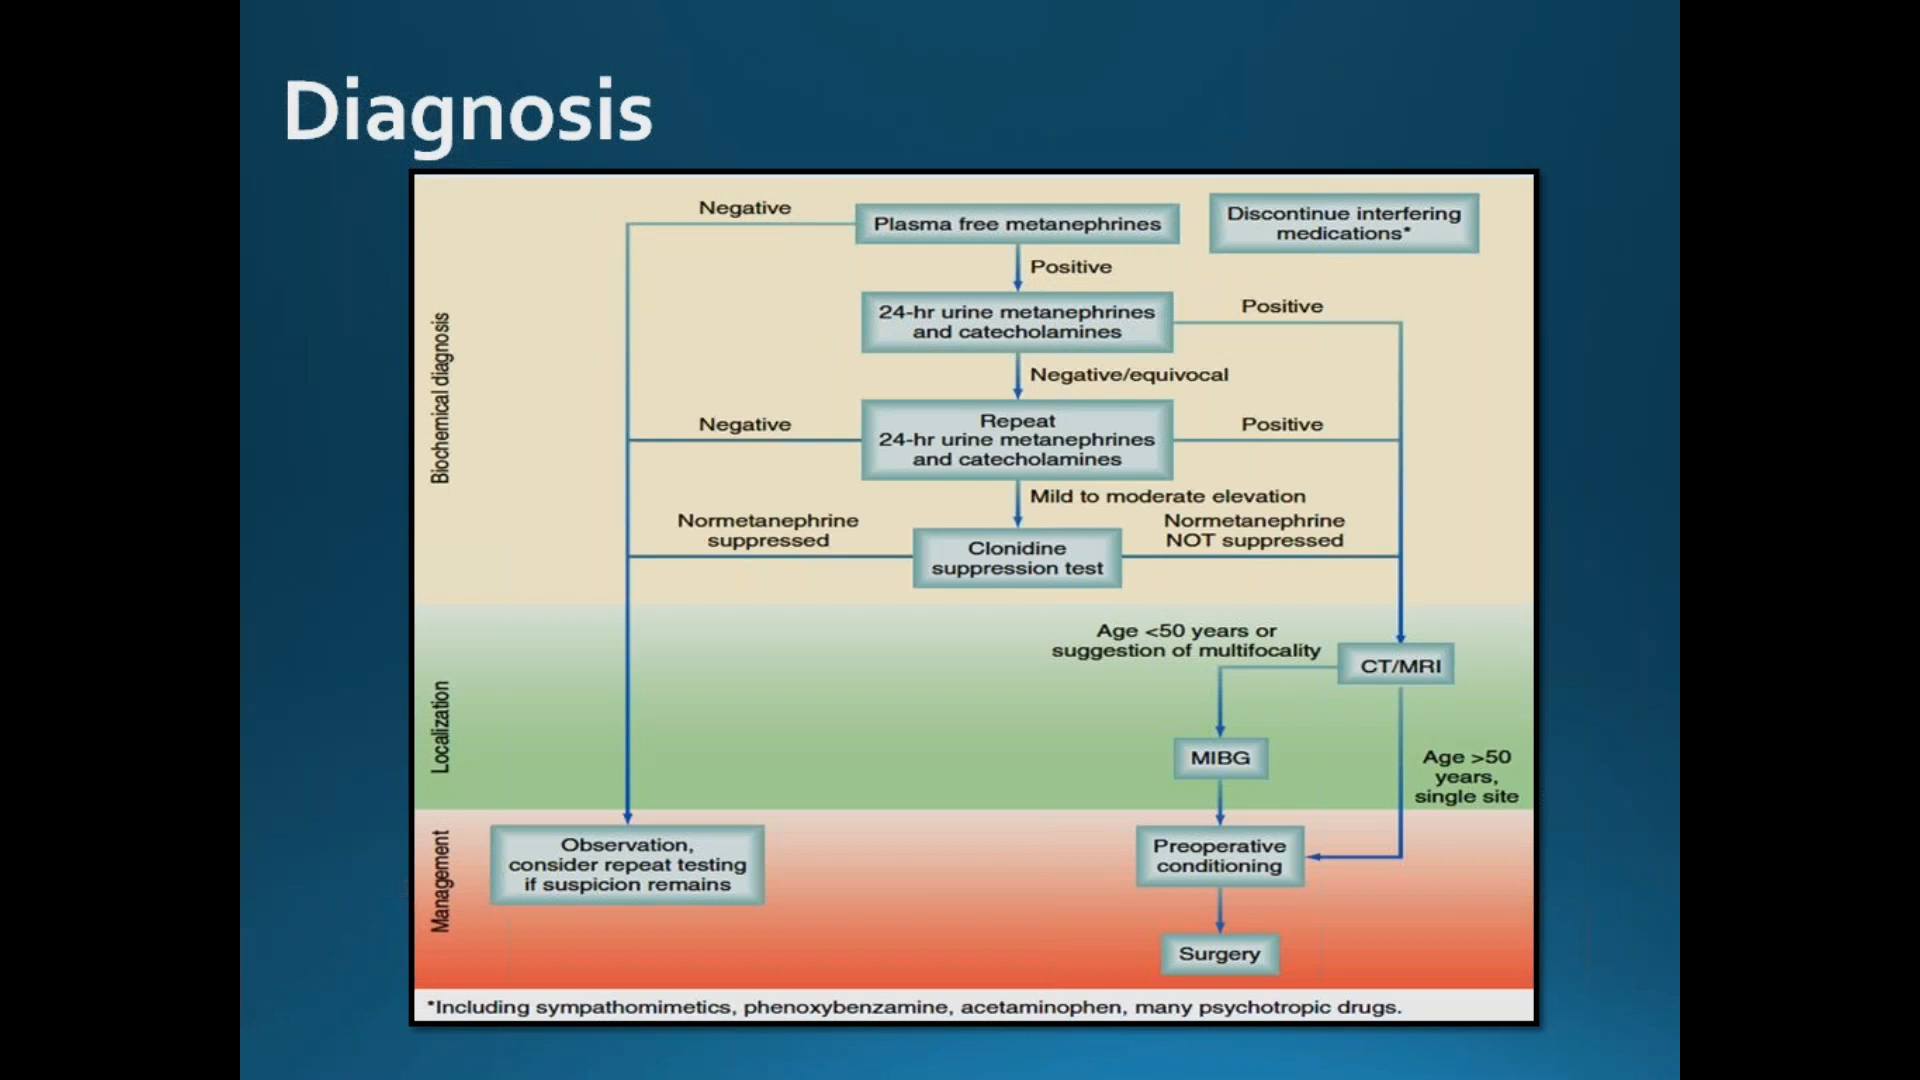 Diagnosis
Negative
Plasma free metanephrines
Discontinue interfering
medications*
Positive
24-hr urine metanephrines
and catecholamines
Positive
Negative/equivocal
Negative
Repeat
24-hr urine metanephrines
and catecholamines
Positive
Mild to moderate elevation
Normetanephrine
suppressed
Clonidine
suppression test
Normetanephrine
NOT suppressed
Biochemical diagnosis
Age <50 years or
suggestion of multifocality
CT/MRI
Localization
MIBG
Age >50
years,
single site
Management
Observation,
consider repeat testing
if suspicion remains
Preoperative
conditioning
Surgery
*Including sympathomimetics, phenoxybenzamine, acetaminophen, many psychotropic drugs.